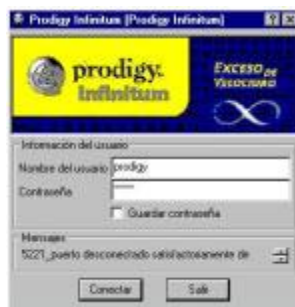 Prodigy Infinitum [Prodigy Infinitum]
prodigy.
Infinitum
EXCESO DE
VELOCIDAD
Información del usuario
Nombre del usuario prodigy
Contraseña
Guardar contraseña
Mensajes
5221_puerto desconectado satisfactoriamente de
Conectar Salir